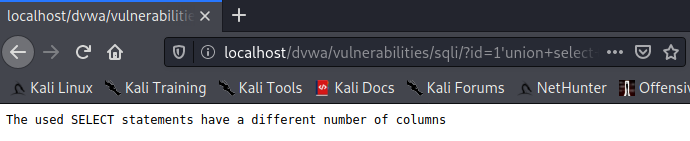 localhost/dvwa/vulnerabilitie
localhost/dvwa/vulnerabilities/sqli/?id=1'union+select
Kali Linux Kali Training Kali Tools Kali Docs Kali Forums NetHunter Offensiv
The used SELECT statements have a different number of columns